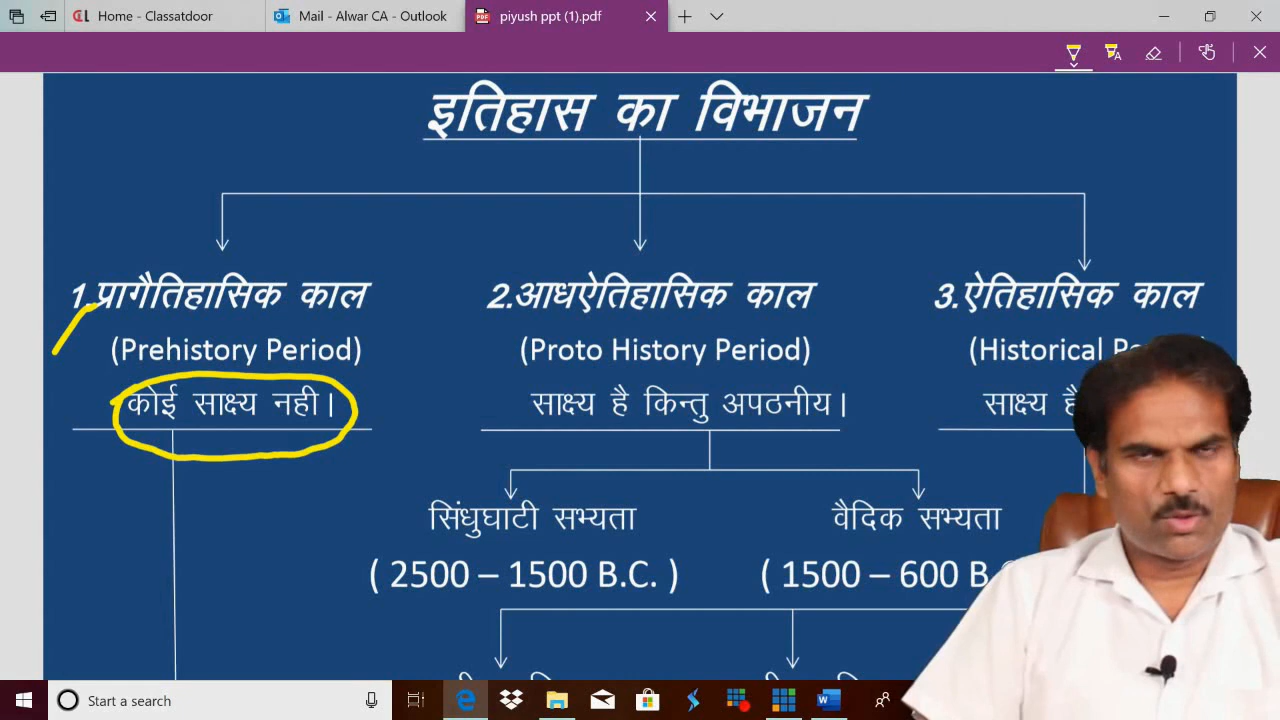 Home - Classatdoor
Mail - Alwar CA - Outlook
piyush ppt (1).pdf
इतिहास का विभाजन
1.प्रागैतिहासिक काल
(Prehistory Period)
कोई साक्ष्य नही।
2.आधऐतिहासिक काल
(Proto History Period)
साक्ष्य है किन्तु अपठनीय।
3.ऐतिहासिक काल
(Historical
साक्ष्य है
सिंधुघाटी सभ्यता
( 2500 – 1500 B.C. )
वैदिक सभ्यता
( 1500 – 600 B.
Start a search